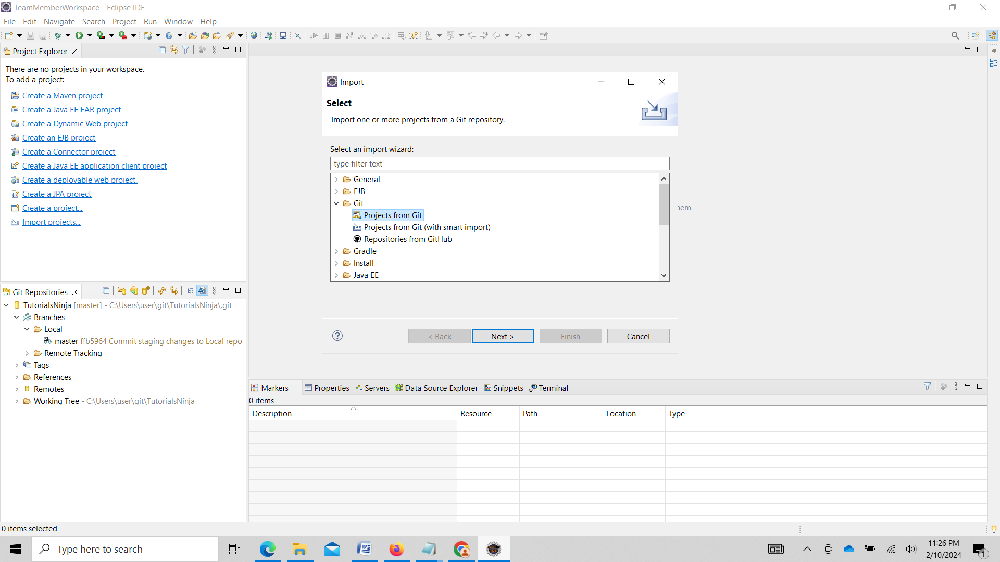 TeamMemberWorkspace - Eclipse IDE
File Edit Navigate Search Project Run Window Help
Project Explorer
There are no projects in your workspace.
To add a project:
Create a Maven project
Create a Java EE EAR project
Create a Dynamic Web project
Create an EJB project
Create a Connector project
Create a Java EE application client project
Create a deployable web project.
Create a JPA project
Create a project...
Import projects...
Import
Select
Import one or more projects from a Git repository.
Select an import wizard:
type filter text
General
EJB
Git
Projects from Git
Projects from Git (with smart import)
Repositories from GitHub
Gradle
Install
Java EE
hem.
< Back Next > Finish Cancel
Git Repositories
TutorialsNinja [master] - C:\Users\user\git\TutorialsNinja\.git
Branches
Local
master ffb5964 Commit staging changes to Local repo
Remote Tracking
Tags
References
Remotes
Working Tree - C:\Users\user\git\TutorialsNinja
Markers Properties Servers Data Source Explorer Snippets Terminal
0 items
Description Resource Path Location Type
0 items selected
Type here to search
11:26 PM
2/10/2024
1